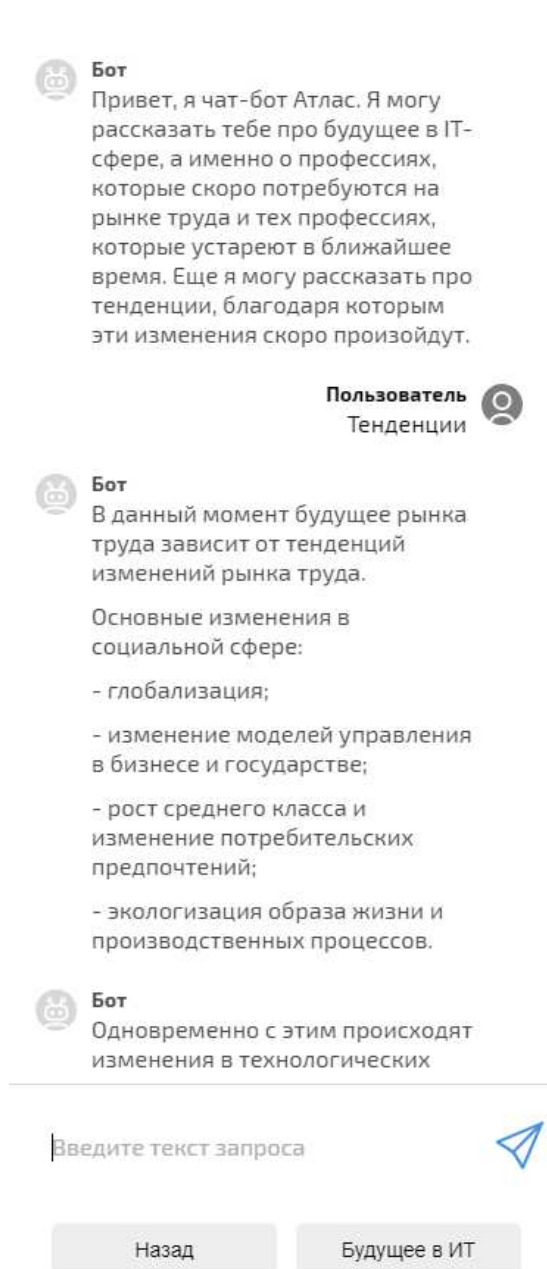 Бот
Привет, я чат-бот Атлас. Я могу
рассказать тебе про будущее в IT-
сфере, а именно о профессиях,
которые скоро потребуются на
рынке труда и тех профессиях,
которые устареют в ближайшее
время. Еще я могу рассказать про
тенденции, благодаря которым
эти изменения скоро произойдут.
Пользователь
Тенденции
Бот
В данный момент будущее рынка
труда зависит от тенденций
изменений рынка труда.
Основные изменения в
социальной сфере:
- глобализация;
- изменение моделей управления
в бизнесе и государстве;
- рост среднего класса и
изменение потребительских
предпочтений;
- экологизация образа жизни и
производственных процессов.
Бот
Одновременно с этим происходят
изменения в технологических
Введите текст запроса
Назад
Будущее в ИТ